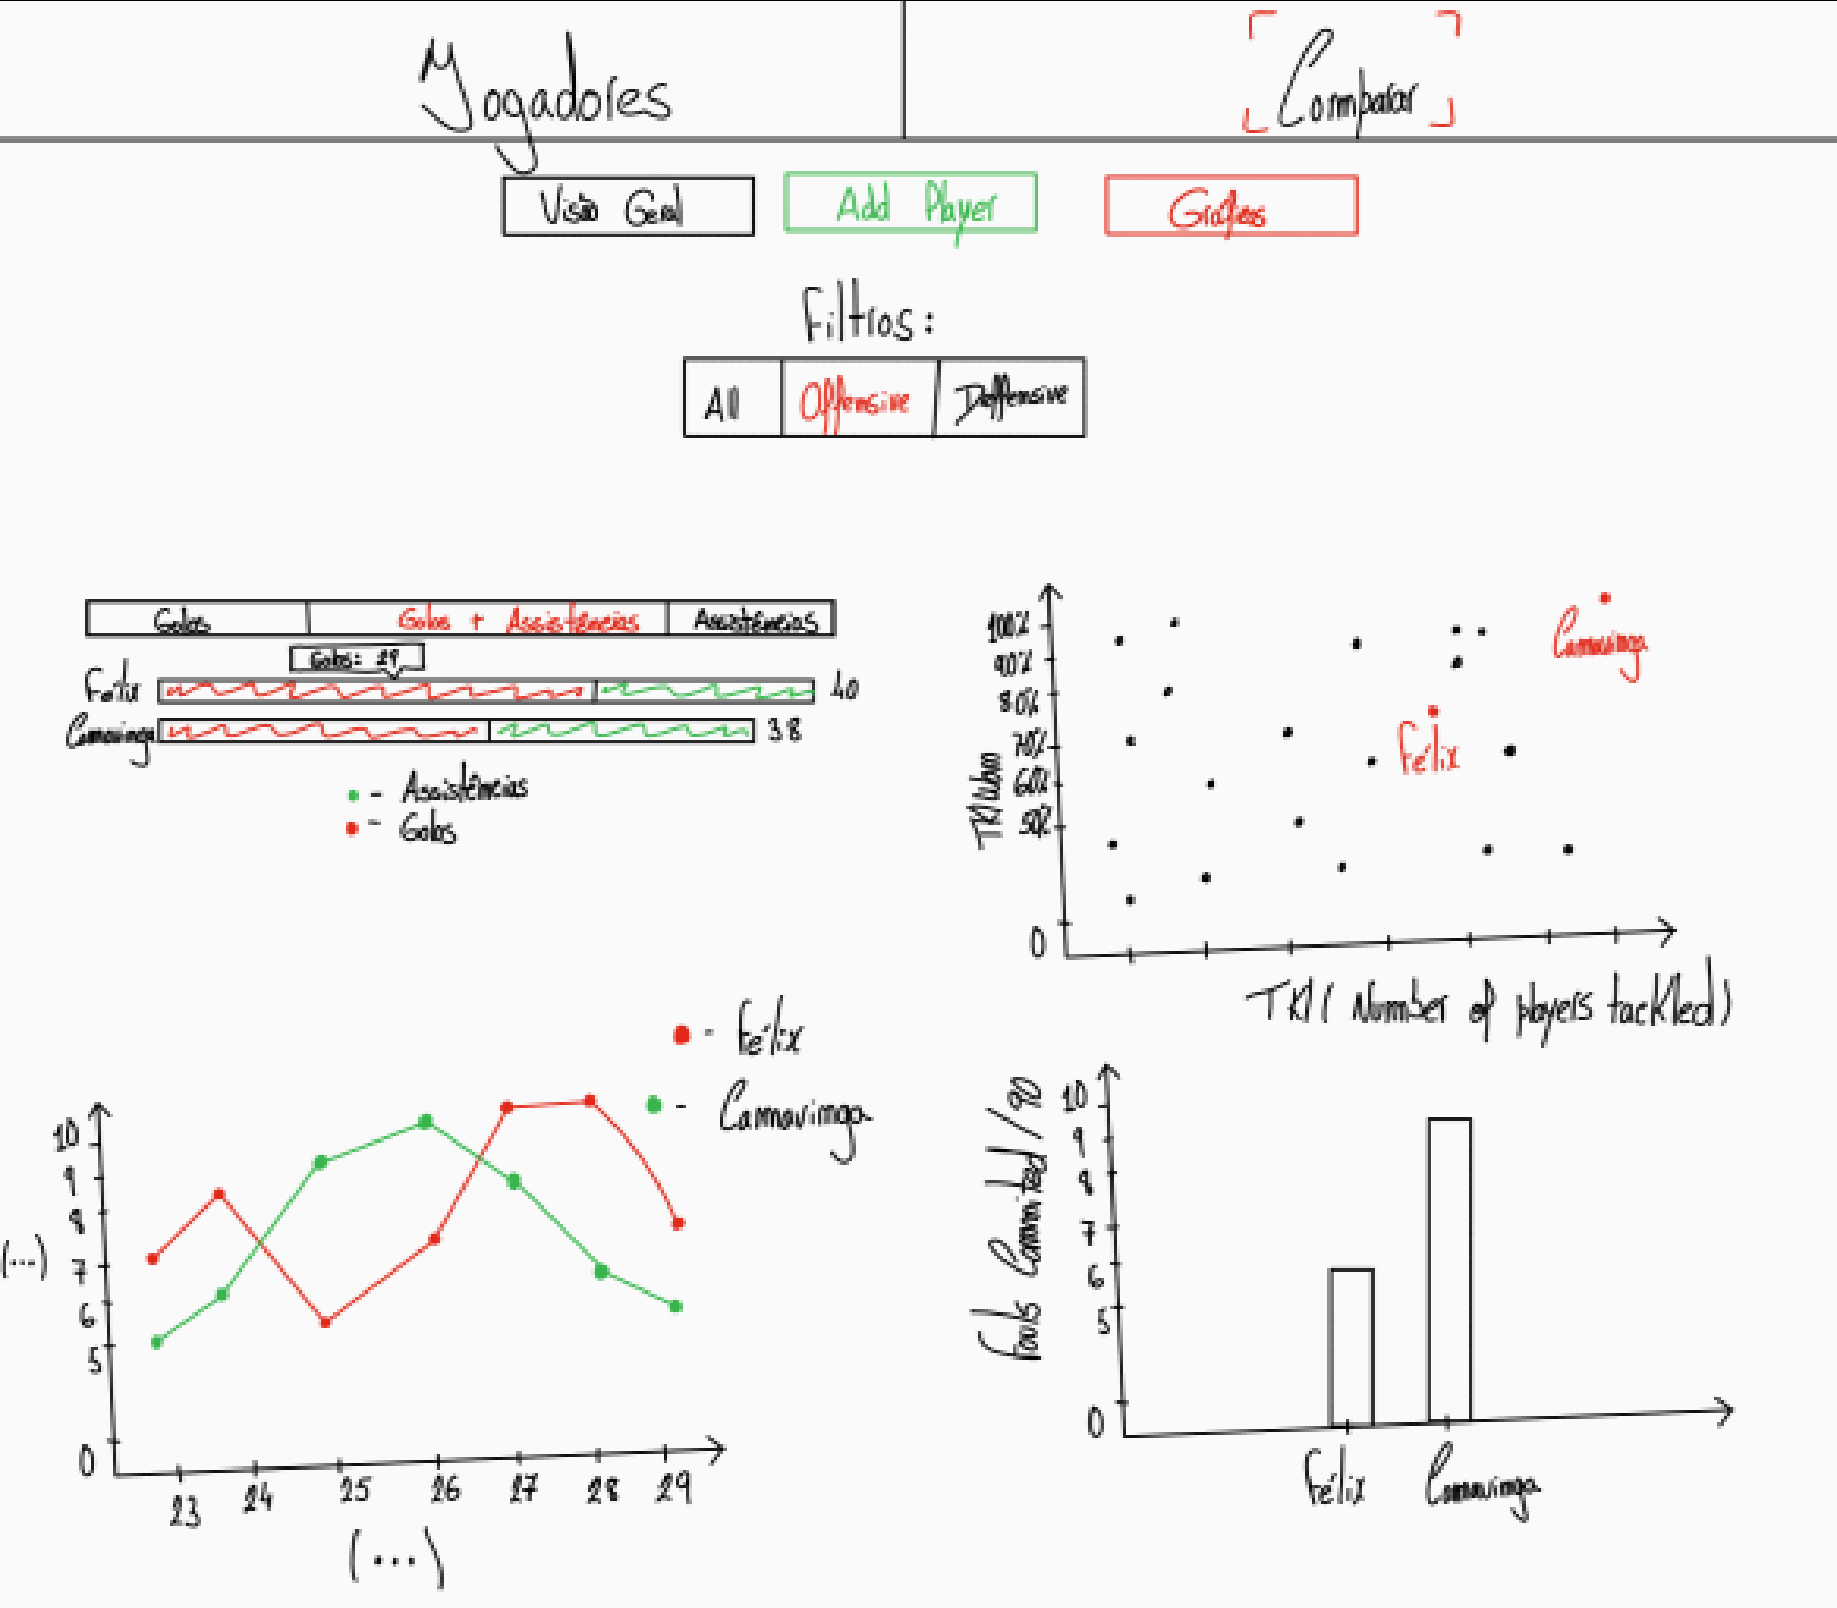 Jogadores
Comparar
Visão Geral
Add Player
Gráficos
Filtros:
All
Offensive
Deffensive
Golos
Golos + Assistências
Assistências
Golos: 29
Felix
40
Camavinga
38
- Assistências
- Golos
100%
90%
80%
70%
60%
50%
0
Camavinga
Félix
TKl (Number of players tackled)
- Félix
- Camavinga
10
9
8
7
6
5
0
(...)
23 24 25 26 27 28 29
(...)
Fouls Commited / 90
10
9
8
7
6
5
0
Félix
Camavinga